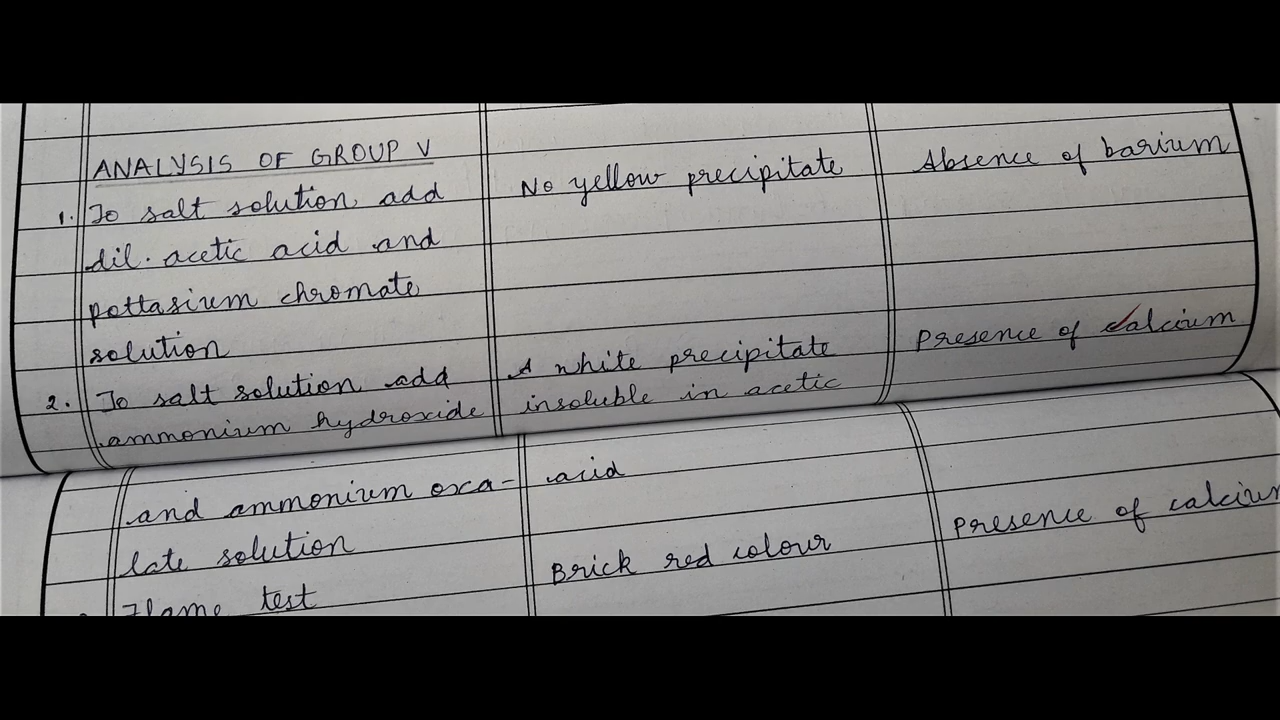 ANALYSIS OF GROUP V
1. To salt solution add
dil. acetic acid and
pottasium chromate
solution
No yellow precipitate
Absence of barium
2. To salt solution add
ammonium hydroxide
and ammonium oxa-
late solution
A white precipitate
insoluble in acetic
acid
Presence of calcium
Flame test
Brick red colour
Presence of calcium